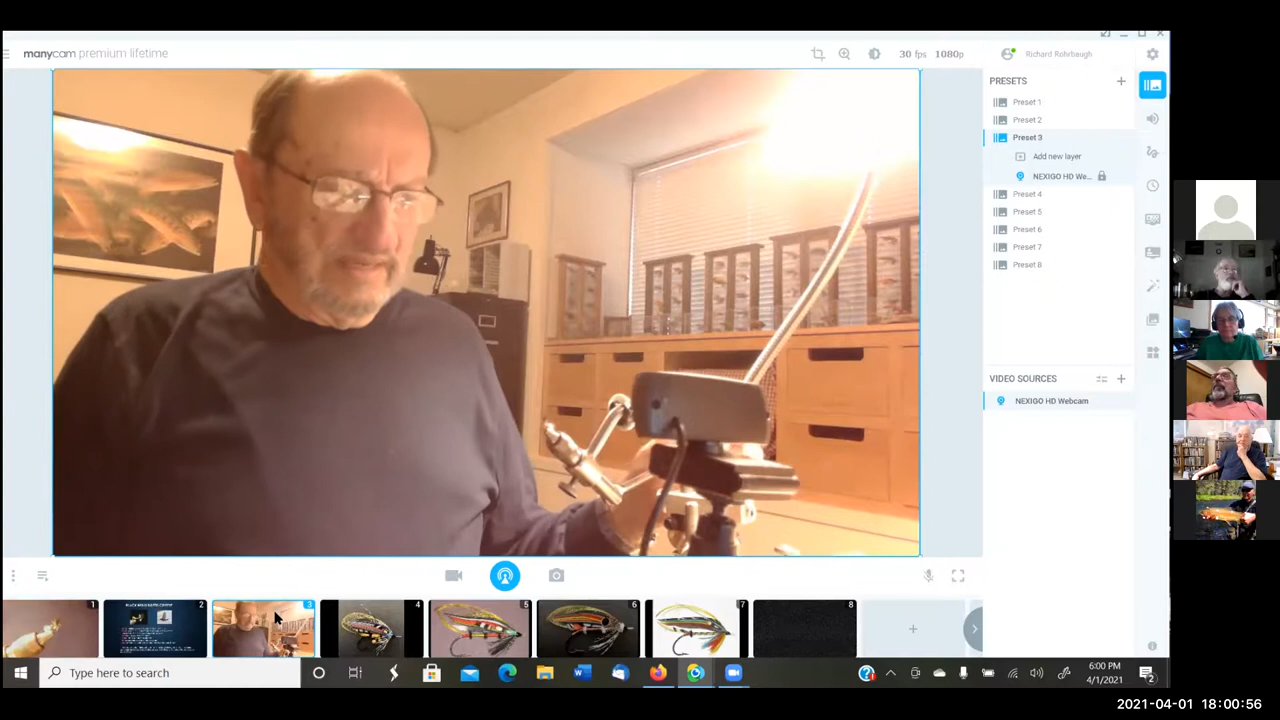 manycam premium lifetime
30 fps 1080p
Richard Rohrbaugh
PRESETS
Preset 1
Preset 2
Preset 3
Add new layer
NEXIGO HD We...
Preset 4
Preset 5
Preset 6
Preset 7
Preset 8
VIDEO SOURCES
NEXIGO HD Webcam
1
2
3
4
5
6
7
8
Type here to search
6:00 PM
4/1/2021
2
2021-04-01 18:00:56